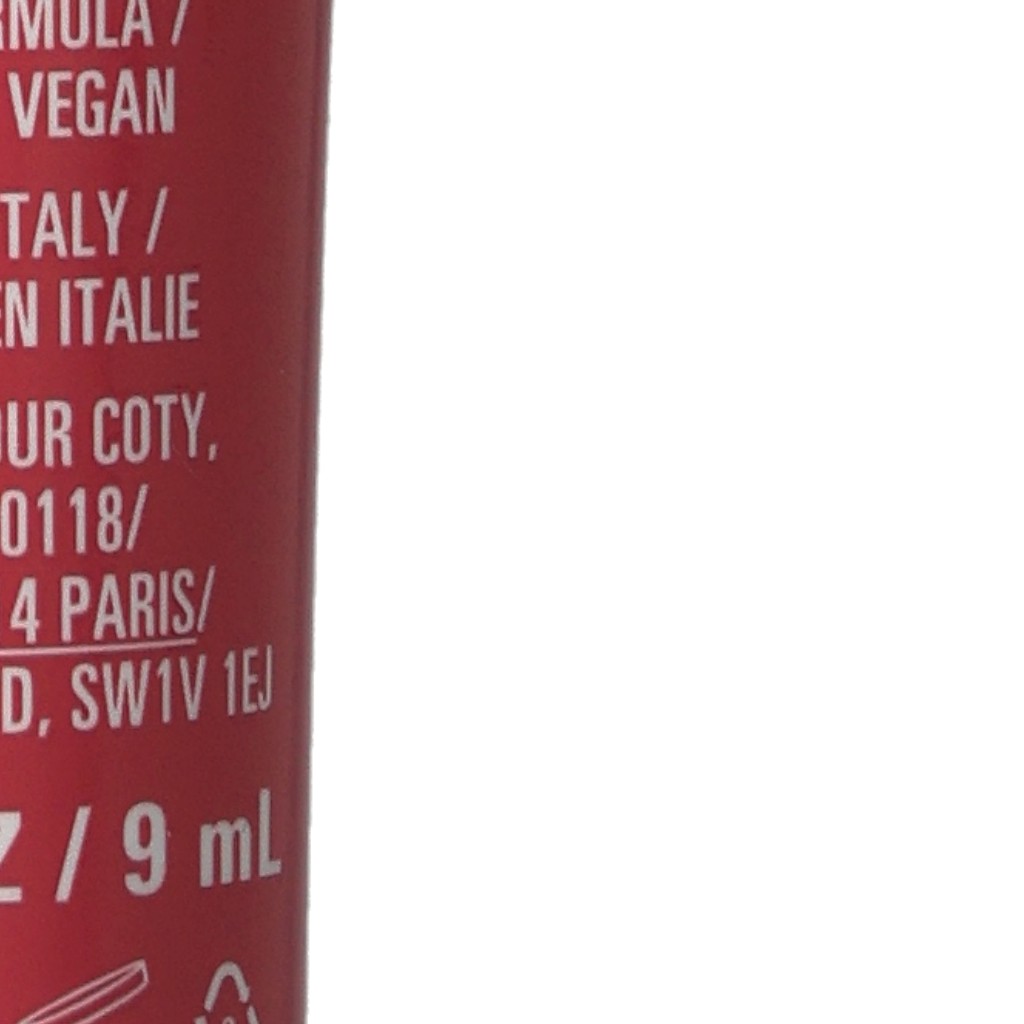 RMULA /
VEGAN
TALY /
EN ITALIE
OUR COTY,
0118/
4 PARIS/
D, SW1V 1EJ
Z / 9 mL